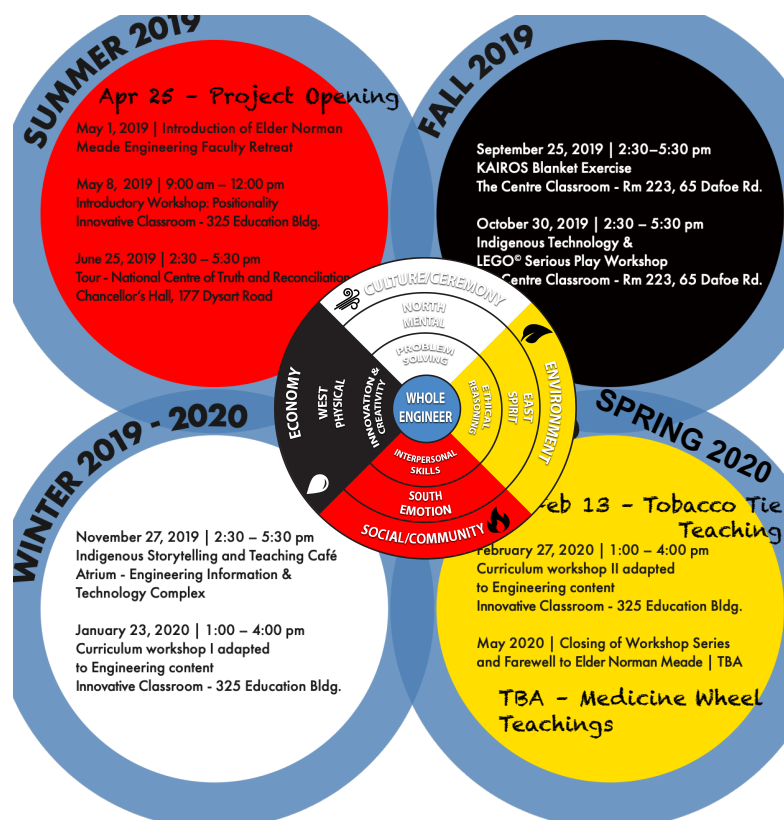 SUMMER 2019
Apr 25 - Project Opening
May 1, 2019 | Introduction of Elder Norman
Meade Engineering Faculty Retreat
May 8, 2019 | 9:00 am – 12:00 pm
Introductory Workshop: Positionality
Innovative Classroom - 325 Education Bldg.
June 25, 2019 | 2:30 – 5:30 pm
Tour - National Centre of Truth and Reconciliation
Chancellor's Hall, 177 Dysart Road
FALL 2019
September 25, 2019 | 2:30–5:30 pm
KAIROS Blanket Exercise
The Centre Classroom - Rm 223, 65 Dafoe Rd.
October 30, 2019 | 2:30 – 5:30 pm
Indigenous Technology &
LEGO© Serious Play Workshop
Centre Classroom - Rm 223, 65 Dafoe Rd.
CULTURE/CEREMONY
NORTH
MENTAL
PROBLEM
SOLVING
ECONOMY
WEST
PHYSICAL
INNOVATION &
CREATIVITY
WHOLE
ENGINEER
ETHICAL
REASONING
EAST
SPIRIT
ENVIRONMENT
INTERPERSONAL
SKILLS
SOUTH
EMOTION
SOCIAL/COMMUNITY
WINTER 2019 - 2020
November 27, 2019 | 2:30 – 5:30 pm
Indigenous Storytelling and Teaching Café
Atrium - Engineering Information &
Technology Complex
January 23, 2020 | 1:00 – 4:00 pm
Curriculum workshop I adapted
to Engineering content
Innovative Classroom - 325 Education Bldg.
SPRING 2020
Feb 13 - Tobacco Tie
Teaching
February 27, 2020 | 1:00 – 4:00 pm
Curriculum workshop II adapted
to Engineering content
Innovative Classroom - 325 Education Bldg.
May 2020 | Closing of Workshop Series
and Farewell to Elder Norman Meade | TBA
TBA - Medicine Wheel
Teachings